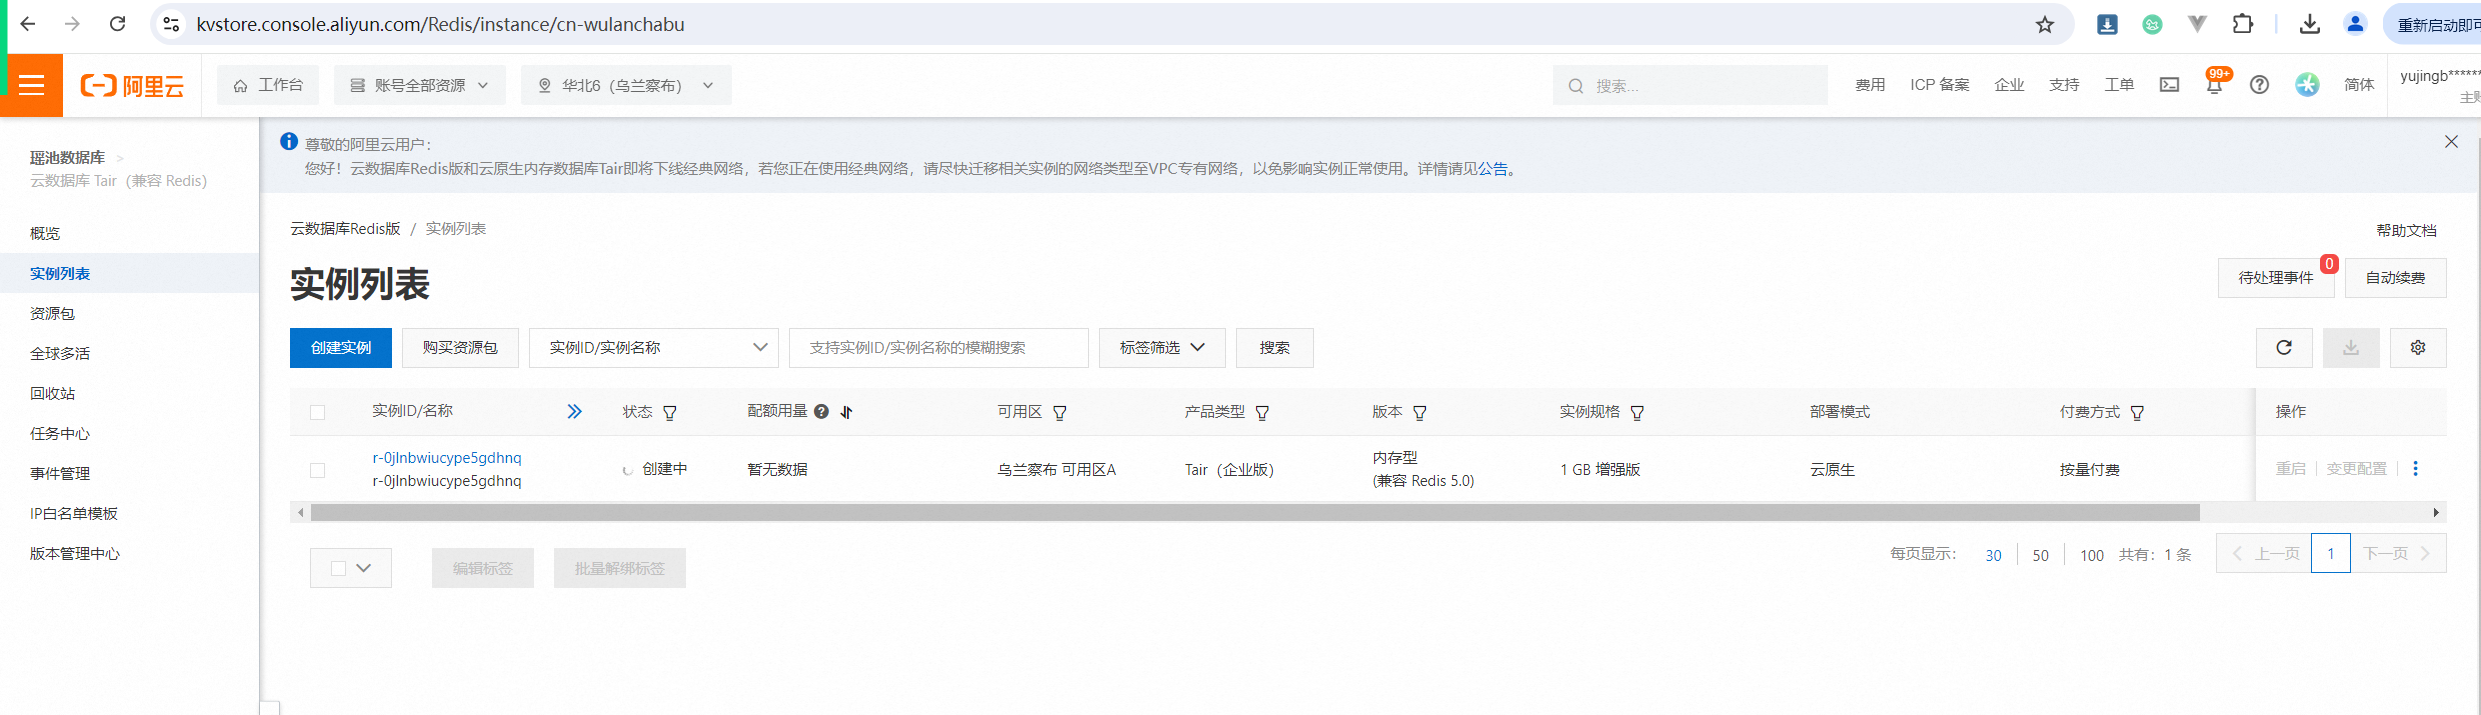 kvstore.console.aliyun.com/Redis/instance/cn-wulanchabu
重新启动即可
阿里云
工作台
账号全部资源
华北6（乌兰察布）
搜索...
费用
ICP 备案
企业
支持
工单
99+
简体
yujingb******
主账
瑶池数据库 >
云数据库 Tair（兼容 Redis）
概览
实例列表
资源包
全球多活
回收站
任务中心
事件管理
IP白名单模板
版本管理中心
尊敬的阿里云用户：
您好！云数据库Redis版和云原生内存数据库Tair即将下线经典网络，若您正在使用经典网络，请尽快迁移相关实例的网络类型至VPC专有网络，以免影响实例正常使用。详情请见公告。
云数据库Redis版 / 实例列表
帮助文档
实例列表
待处理事件
0
自动续费
创建实例
购买资源包
实例ID/实例名称
支持实例ID/实例名称的模糊搜索
标签筛选
搜索
实例ID/名称
状态
配额用量
可用区
产品类型
版本
实例规格
部署模式
付费方式
操作
r-0jlnbwiucype5gdhnq
r-0jlnbwiucype5gdhnq
创建中
暂无数据
乌兰察布 可用区A
Tair（企业版）
内存型
(兼容 Redis 5.0)
1 GB 增强版
云原生
按量付费
重启
变更配置
编辑标签
批量解绑标签
每页显示：
30
50
100
共有：1 条
上一页
1
下一页